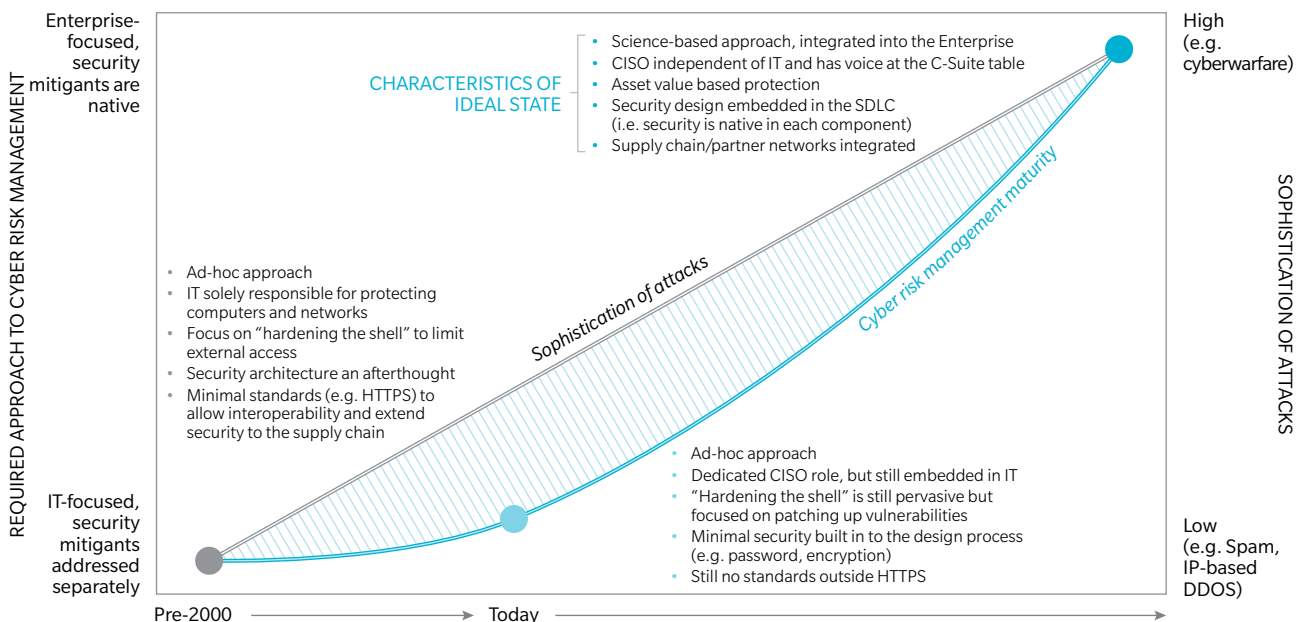 Enterprise-
focused,
security
mitigants are
native
REQUIRED APPROACH TO CYBER RISK MANAGEMENT
IT-focused,
security
mitigants
addressed
separately
CHARACTERISTICS OF
IDEAL STATE
• Science-based approach, integrated into the Enterprise
• CISO independent of IT and has voice at the C-Suite table
• Asset value based protection
• Security design embedded in the SDLC
(i.e. security is native in each component)
• Supply chain/partner networks integrated
High
(e.g.
cyberwarfare)
SOPHISTICATION OF ATTACKS
Low
(e.g. Spam,
IP-based
DDOS)
• Ad-hoc approach
• IT solely responsible for protecting
computers and networks
• Focus on “hardening the shell” to limit
external access
• Security architecture an afterthought
• Minimal standards (e.g. HTTPS) to
allow interoperability and extend
security to the supply chain
Sophistication of attacks
Cyber risk management maturity
• Ad-hoc approach
• Dedicated CISO role, but still embedded in IT
• “Hardening the shell” is still pervasive but
focused on patching up vulnerabilities
• Minimal security built in to the design process
(e.g. password, encryption)
• Still no standards outside HTTPS
Pre-2000
Today